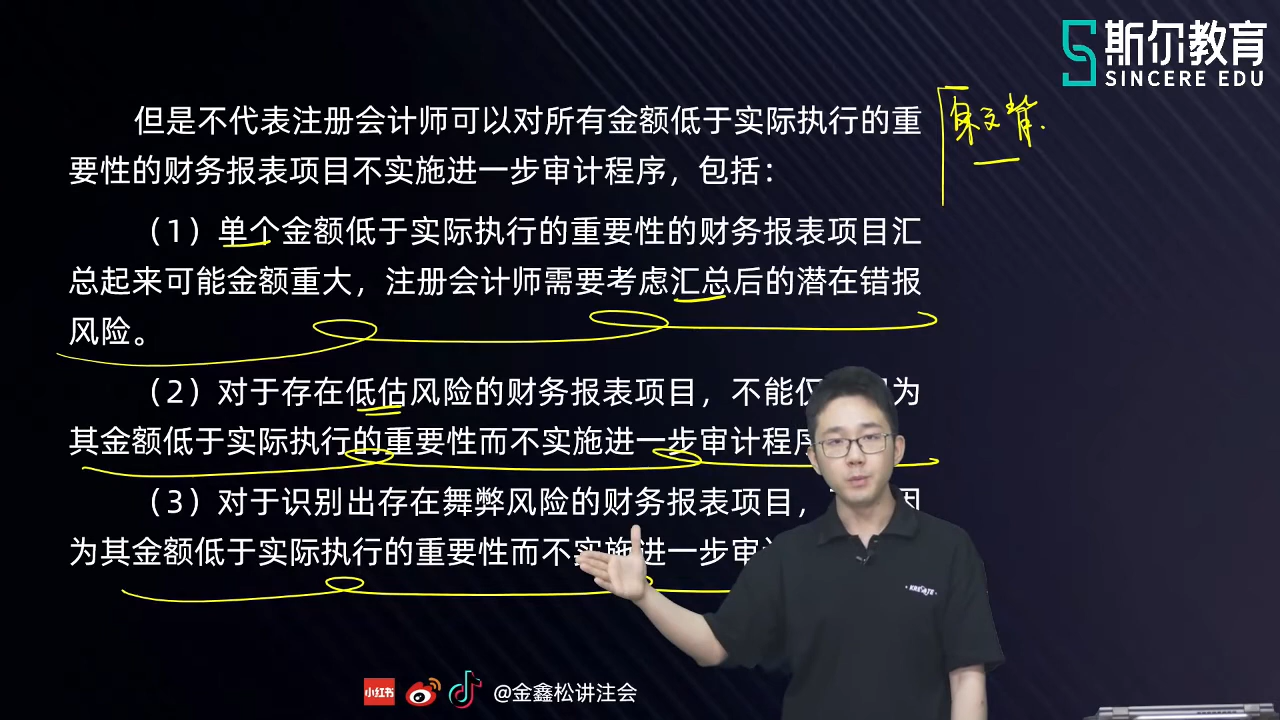 斯尔教育
SINCERE EDU
但是不代表注册会计师可以对所有金额低于实际执行的重
要性的财务报表项目不实施进一步审计程序，包括：
（1）单个金额低于实际执行的重要性的财务报表项目汇
总起来可能金额重大，注册会计师需要考虑汇总后的潜在错报
风险。
（2）对于存在低估风险的财务报表项目，不能仅为
其金额低于实际执行的重要性而不实施进一步审计程
（3）对于识别出存在舞弊风险的财务报表项目，因
为其金额低于实际执行的重要性而不实施进一步审
小红书
@金鑫松讲注会